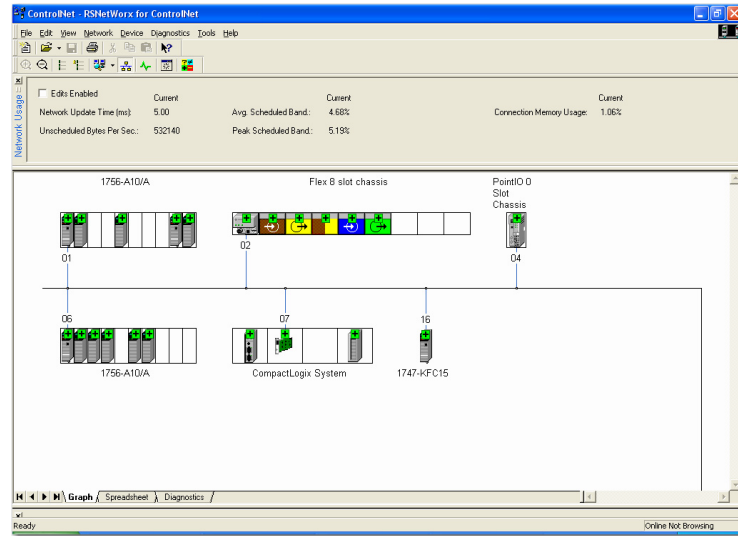 ControlNet - RSNetWorx for ControlNet
File Edit View Network Device Diagnostics Tools Help
Network Usage
Edits Enabled
Current Current Current
Network Update Time (ms): 5.00 Avg. Scheduled Band.: 4.68% Connection Memory Usage: 1.06%
Unscheduled Bytes Per Sec.: 532140 Peak Scheduled Band.: 5.19%
1756-A10/A Flex 8 slot chassis PointIO 0
Slot
Chassis
01 02 04
06 07 16
1756-A10/A CompactLogix System 1747-KFC15
Graph Spreadsheet Diagnostics
Ready Online Not Browsing